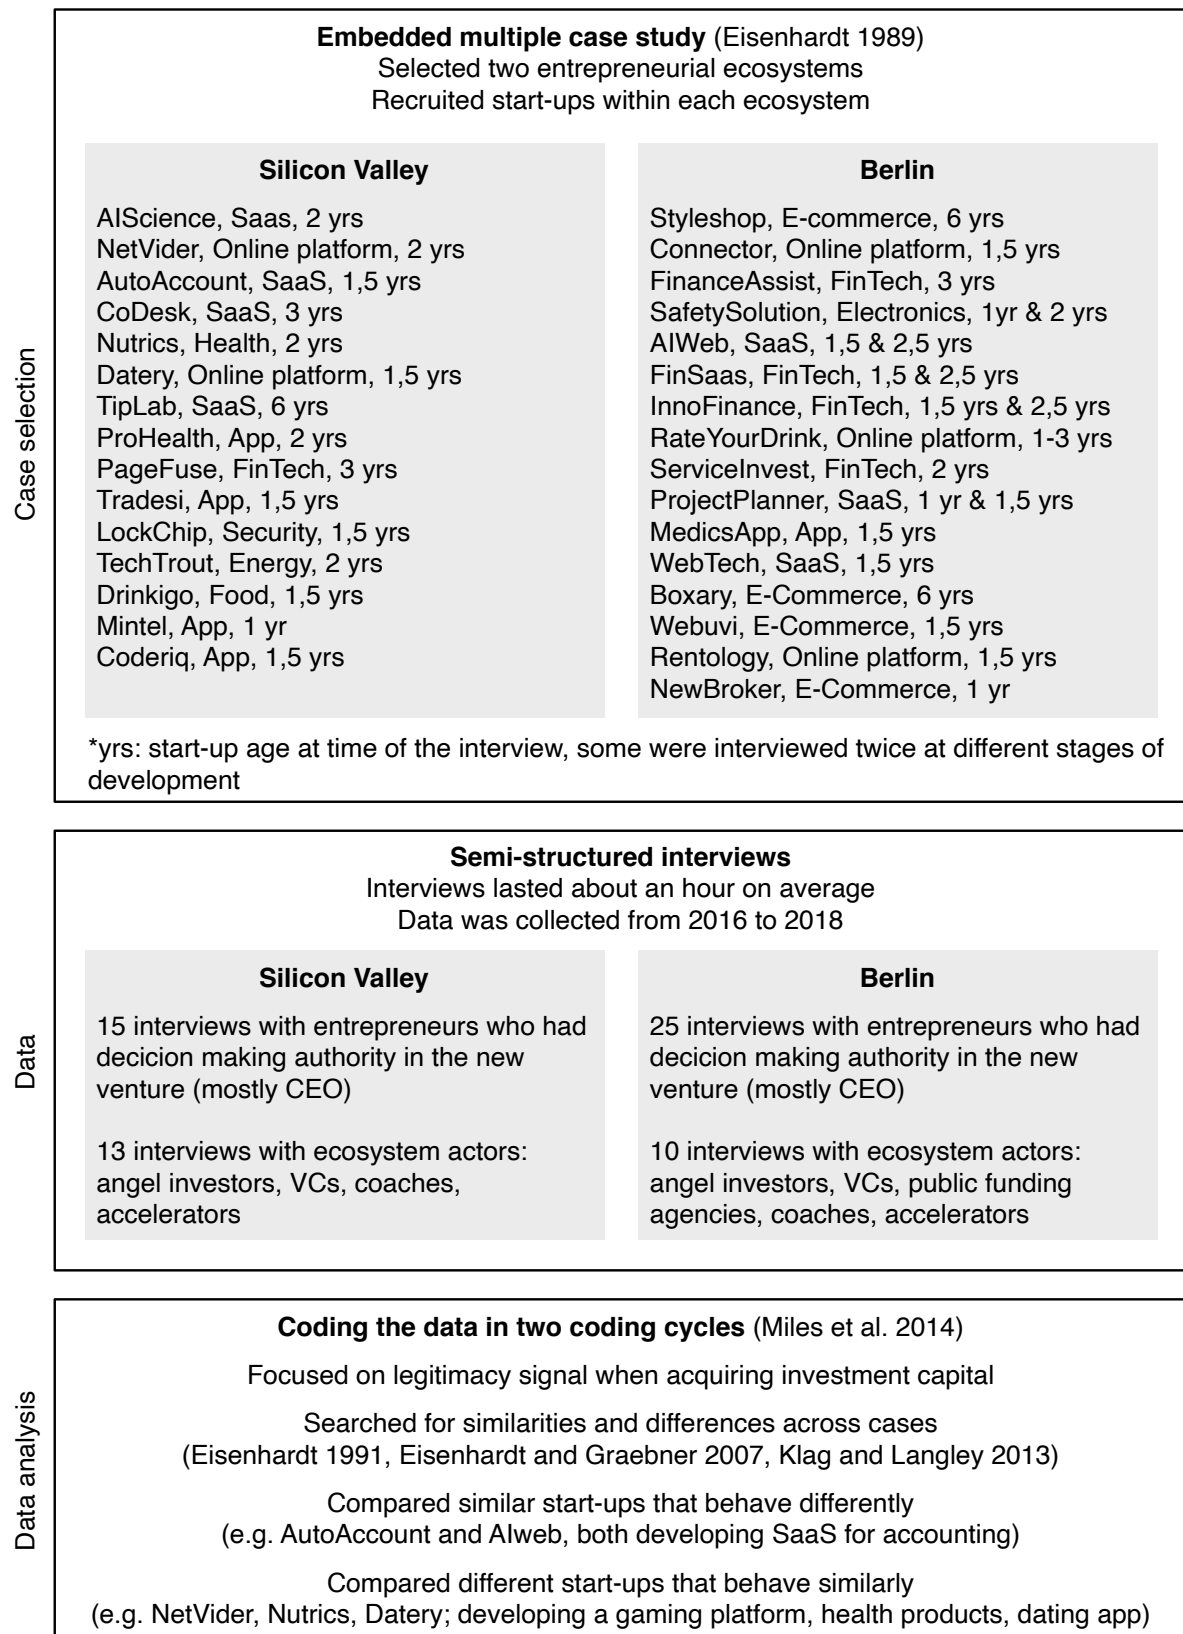 Case selection
Embedded multiple case study (Eisenhardt 1989)
Selected two entrepreneurial ecosystems
Recruited start-ups within each ecosystem
Silicon Valley
AIScience, Saas, 2 yrs
NetVider, Online platform, 2 yrs
AutoAccount, SaaS, 1,5 yrs
CoDesk, SaaS, 3 yrs
Nutrics, Health, 2 yrs
Datery, Online platform, 1,5 yrs
TipLab, SaaS, 6 yrs
ProHealth, App, 2 yrs
PageFuse, FinTech, 3 yrs
Tradesi, App, 1,5 yrs
LockChip, Security, 1,5 yrs
TechTrout, Energy, 2 yrs
Drinkigo, Food, 1,5 yrs
Mintel, App, 1 yr
Coderiq, App, 1,5 yrs
Berlin
Styleshop, E-commerce, 6 yrs
Connector, Online platform, 1,5 yrs
FinanceAssist, FinTech, 3 yrs
SafetySolution, Electronics, 1yr & 2 yrs
AIWeb, SaaS, 1,5 & 2,5 yrs
FinSaas, FinTech, 1,5 & 2,5 yrs
InnoFinance, FinTech, 1,5 yrs & 2,5 yrs
RateYourDrink, Online platform, 1-3 yrs
ServiceInvest, FinTech, 2 yrs
ProjectPlanner, SaaS, 1 yr & 1,5 yrs
MedicsApp, App, 1,5 yrs
WebTech, SaaS, 1,5 yrs
Boxary, E-Commerce, 6 yrs
Webuvi, E-Commerce, 1,5 yrs
Rentology, Online platform, 1,5 yrs
NewBroker, E-Commerce, 1 yr
*yrs: start-up age at time of the interview, some were interviewed twice at different stages of
development
Data
Semi-structured interviews
Interviews lasted about an hour on average
Data was collected from 2016 to 2018
Silicon Valley
15 interviews with entrepreneurs who had
decicion making authority in the new
venture (mostly CEO)
13 interviews with ecosystem actors:
angel investors, VCs, coaches,
accelerators
Berlin
25 interviews with entrepreneurs who had
decicion making authority in the new
venture (mostly CEO)
10 interviews with ecosystem actors:
angel investors, VCs, public funding
agencies, coaches, accelerators
Data analysis
Coding the data in two coding cycles (Miles et al. 2014)
Focused on legitimacy signal when acquiring investment capital
Searched for similarities and differences across cases
(Eisenhardt 1991, Eisenhardt and Graebner 2007, Klag and Langley 2013)
Compared similar start-ups that behave differently
(e.g. AutoAccount and AIweb, both developing SaaS for accounting)
Compared different start-ups that behave similarly
(e.g. NetVider, Nutrics, Datery; developing a gaming platform, health products, dating app)